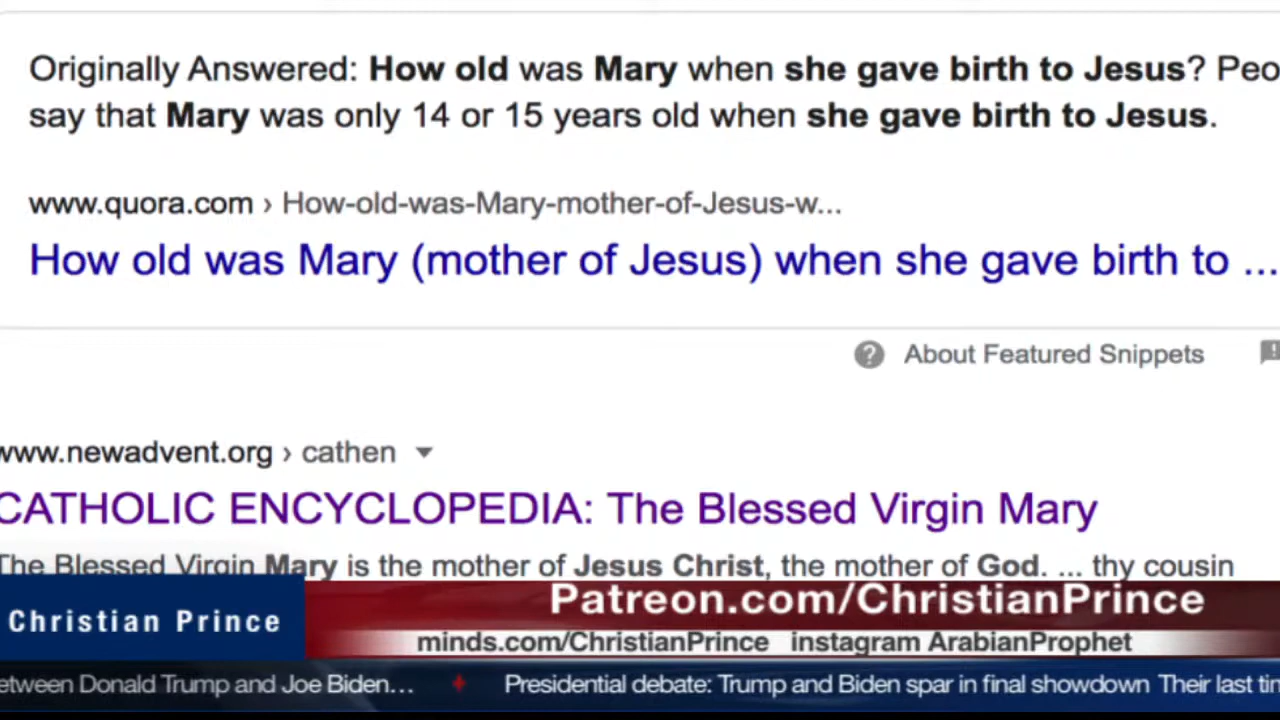 Originally Answered: How old was Mary when she gave birth to Jesus? Peo
say that Mary was only 14 or 15 years old when she gave birth to Jesus.
www.quora.com › How-old-was-Mary-mother-of-Jesus-w...
How old was Mary (mother of Jesus) when she gave birth to ...
About Featured Snippets
www.newadvent.org › cathen
CATHOLIC ENCYCLOPEDIA: The Blessed Virgin Mary
The Blessed Virgin Mary is the mother of Jesus Christ, the mother of God. ... thy cousin
Christian Prince
Patreon.com/ChristianPrince
minds.com/ChristianPrince instagram ArabianProphet
etween Donald Trump and Joe Biden... Presidential debate: Trump and Biden spar in final showdown Their last tin